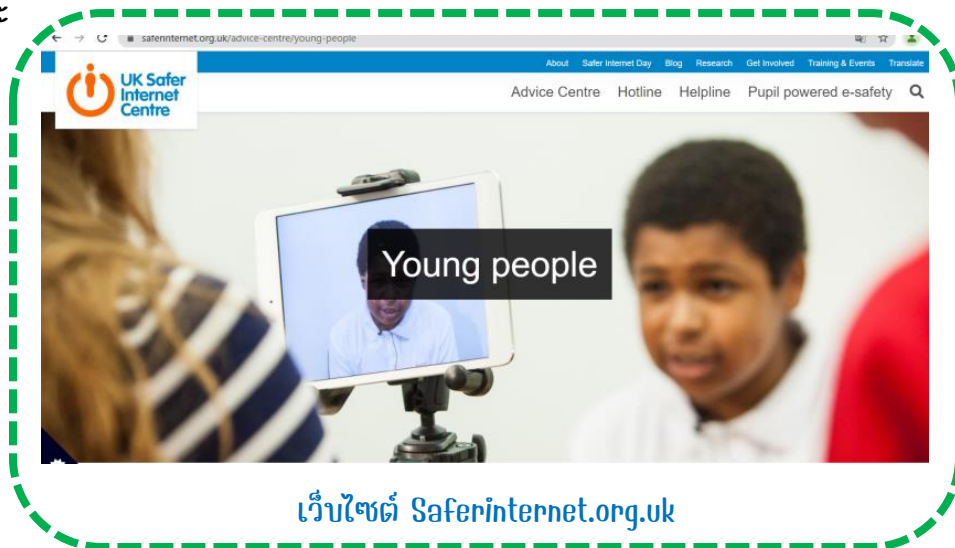 saferinternet.org.uk/advice-centre/young-people
About Safer Internet Day Blog Research Get Involved Training & Events Translate
UK Safer
Internet
Centre
Advice Centre Hotline Helpline Pupil powered e-safety
Young people
เว็บไซต์ Saferinternet.org.uk